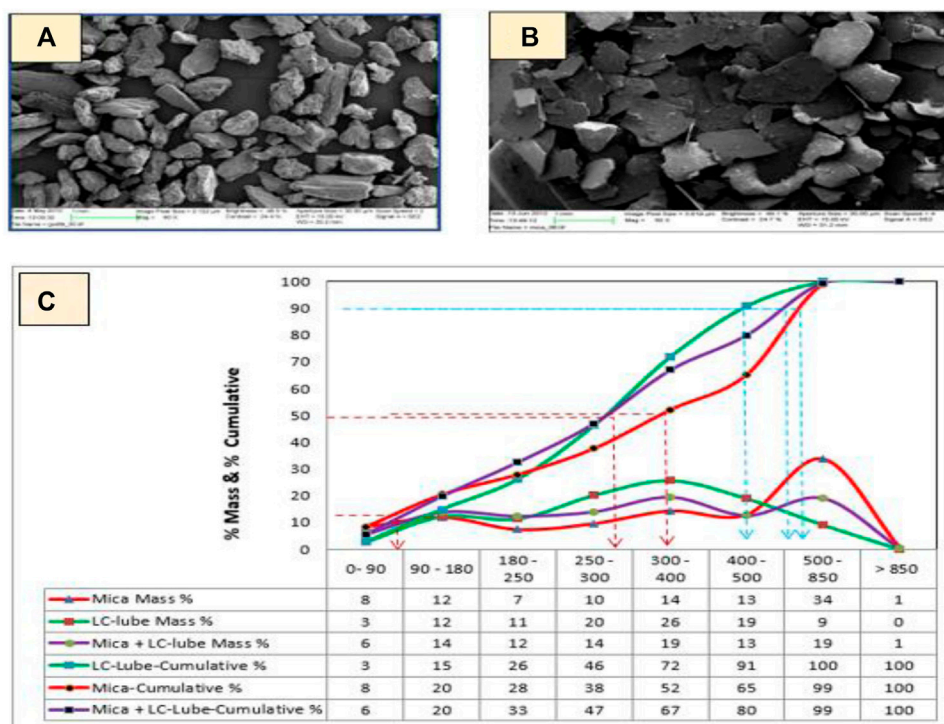 A
B
C
% Mass & % Cumulative
100
90
80
70
60
50
40
30
20
10
0
0- 90 90 - 180 180 - 250 250 - 300 300 - 400 400 - 500 500 - 850 > 850
Mica Mass % 8 12 7 10 14 13 34 1
LC-lube Mass % 3 12 11 20 26 19 9 0
Mica + LC-lube Mass % 6 14 12 14 19 13 19 1
LC-Lube-Cumulative % 3 15 26 46 72 91 100 100
Mica-Cumulative % 8 20 28 38 52 65 99 100
Mica + LC-Lube-Cumulative % 6 20 33 47 67 80 99 100